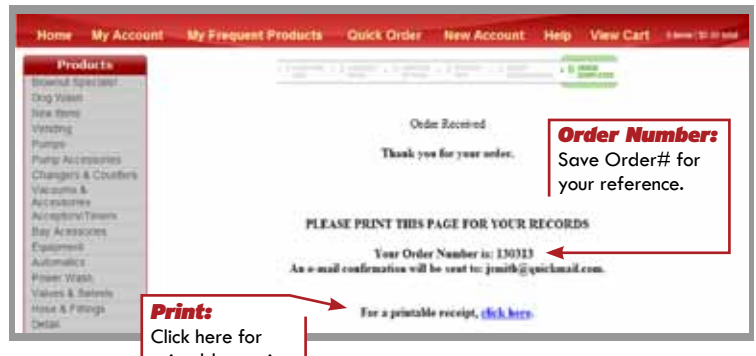 Home My Account My Frequent Products Quick Order New Account Help View Cart
Products
Dog Wash
New Items
Vending
Pumps
Pump Accessories
Changers & Counters
Vacuums &
Accessories
Acceptors/Timers
Bay Acessories
Equipment
Automatics
Power Wash
Valves & Swivels
Hose & Fittings
Detail
Order Received
Thank you for your order.
PLEASE PRINT THIS PAGE FOR YOUR RECORDS
Your Order Number is: 130313
An e-mail confirmation will be sent to: jsmith@quickmail.com.
For a printable receipt, click here.
Order Number:
Save Order# for
your reference.
Print:
Click here for